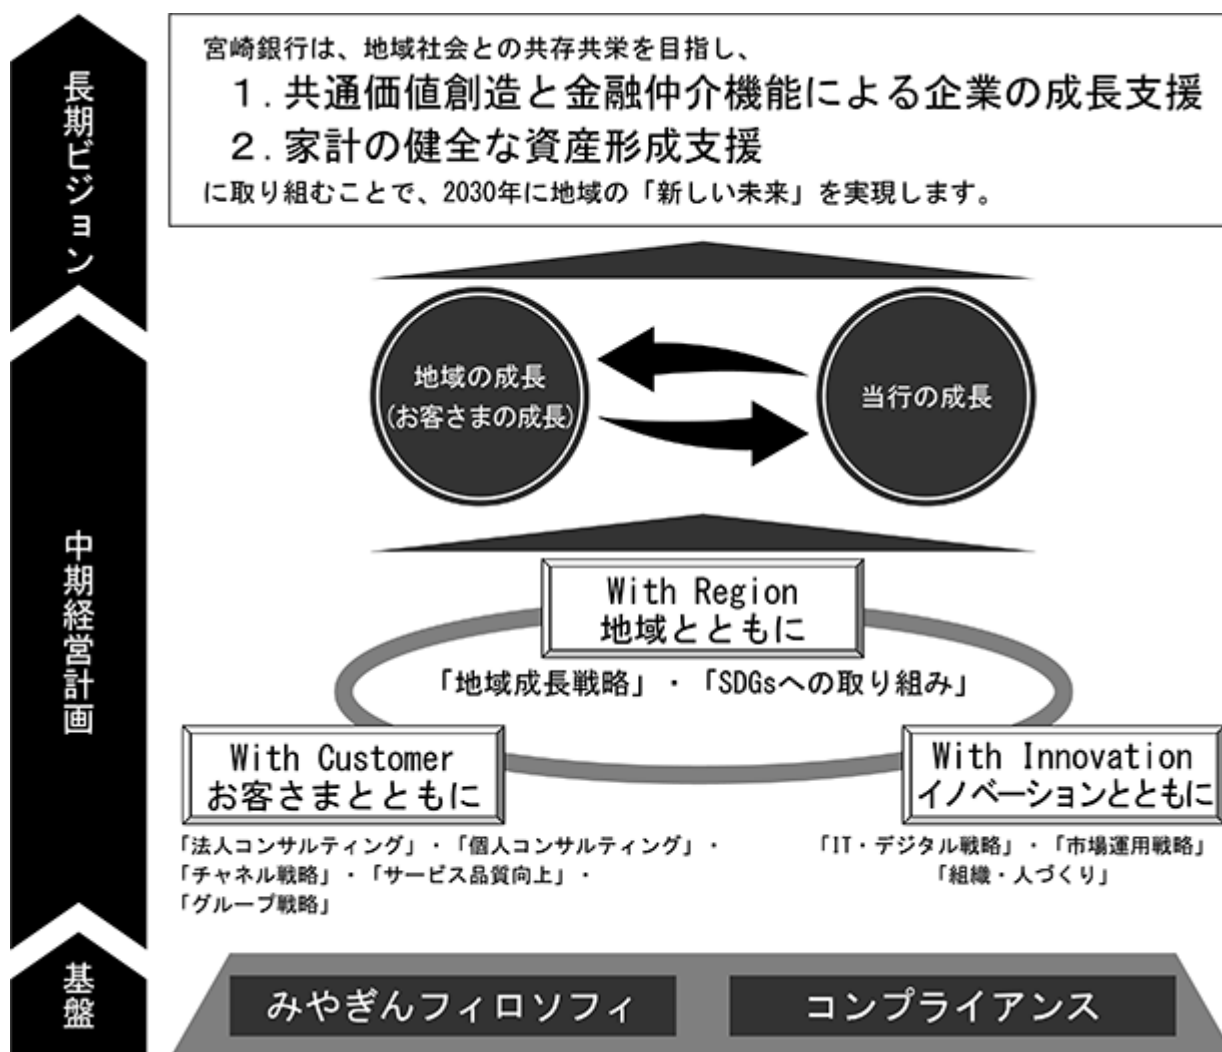 長期ビジョン
宮崎銀行は、地域社会との共存共栄を目指し、
１．共通価値創造と金融仲介機能による企業の成長支援
２．家計の健全な資産形成支援
に取り組むことで、2030年に地域の「新しい未来」を実現します。
中期経営計画
地域の成長
(お客さまの成長)
当行の成長
With Region
地域とともに
「地域成長戦略」・「SDGsへの取り組み」
With Customer
お客さまとともに
「法人コンサルティング」・「個人コンサルティング」・
「チャネル戦略」・「サービス品質向上」・
「グループ戦略」
With Innovation
イノベーションとともに
「IT・デジタル戦略」・「市場運用戦略」
「組織・人づくり」
基盤
みやぎんフィロソフィ
コンプライアンス